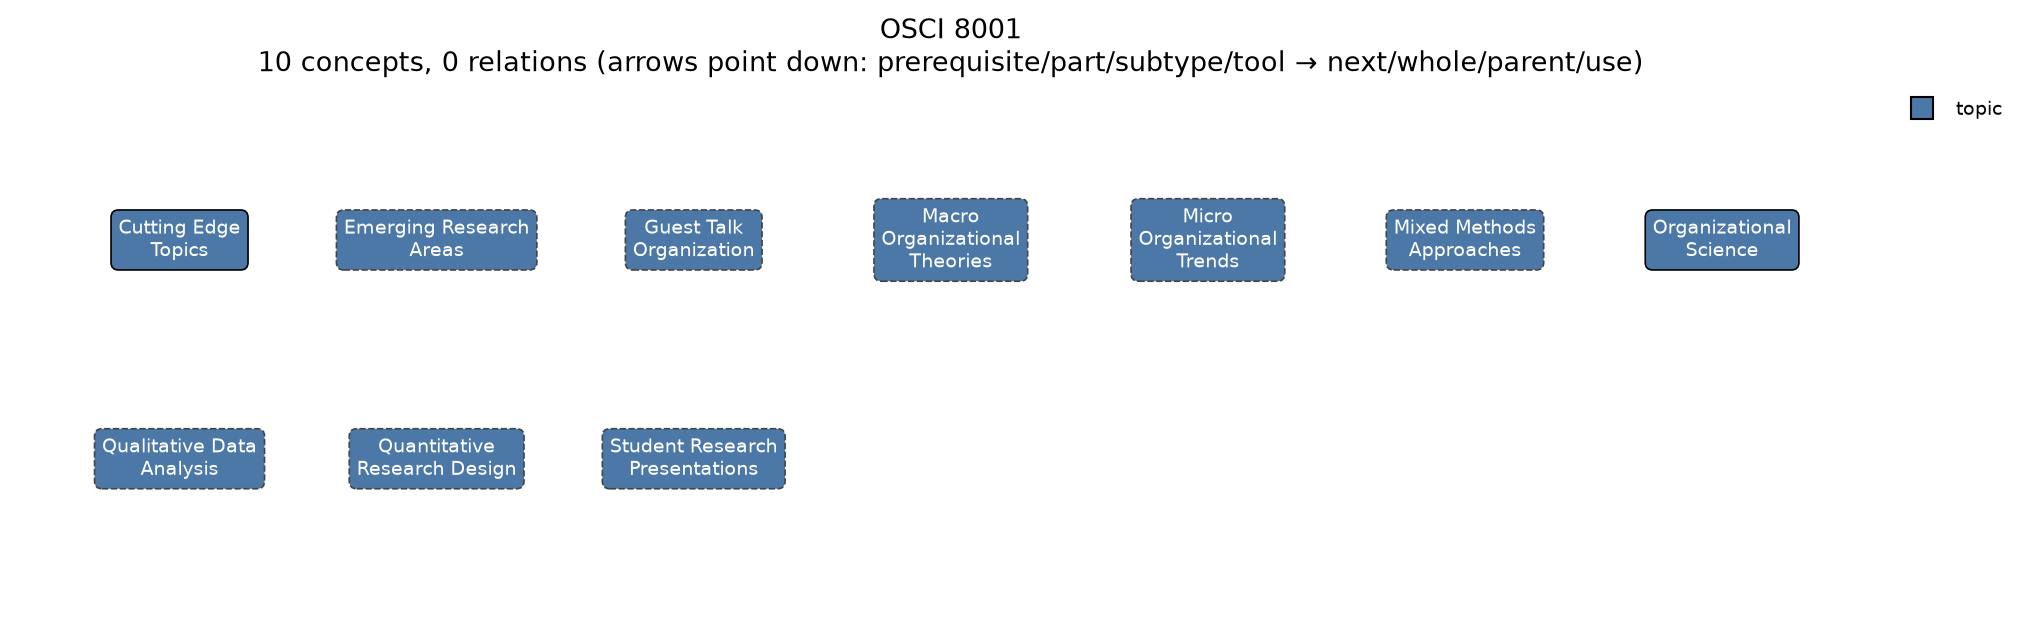 OSCI 8001
10 concepts, 0 relations (arrows point down: prerequisite/part/subtype/tool → next/whole/parent/use)
topic
Cutting Edge
Topics
Emerging Research
Areas
Guest Talk
Organization
Macro
Organizational
Theories
Micro
Organizational
Trends
Mixed Methods
Approaches
Organizational
Science
Qualitative Data
Analysis
Quantitative
Research Design
Student Research
Presentations